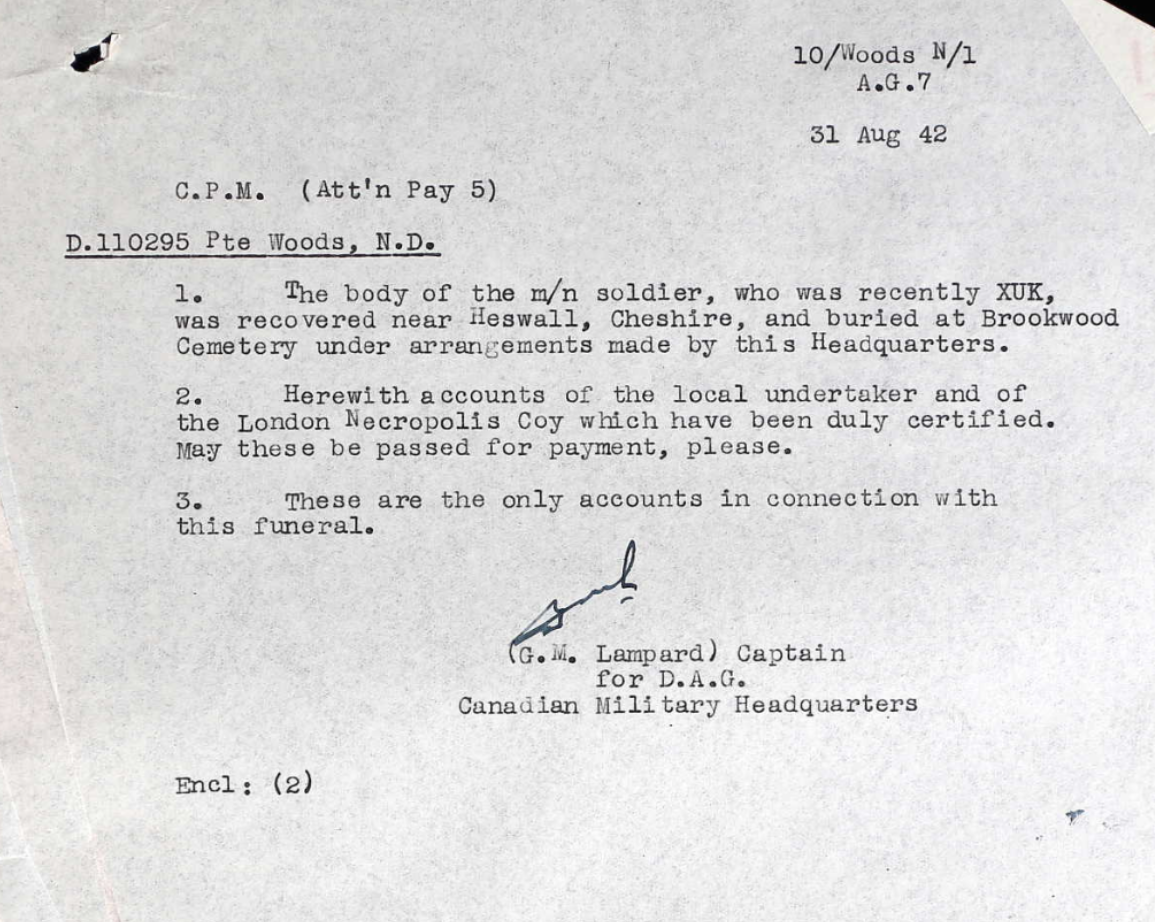 10/Woods N/1
A.G.7
31 Aug 42
C.P.M. (Att'n Pay 5)
D.110295 Pte Woods, N.D.
1. The body of the m/n soldier, who was recently XUK,
was recovered near Heswall, Cheshire, and buried at Brookwood
Cemetery under arrangements made by this Headquarters.
2. Herewith accounts of the local undertaker and of
the London Necropolis Coy which have been duly certified.
May these be passed for payment, please.
3. These are the only accounts in connection with
this funeral.
(G.M. Lampard) Captain
for D.A.G.
Canadian Military Headquarters
Encl: (2)